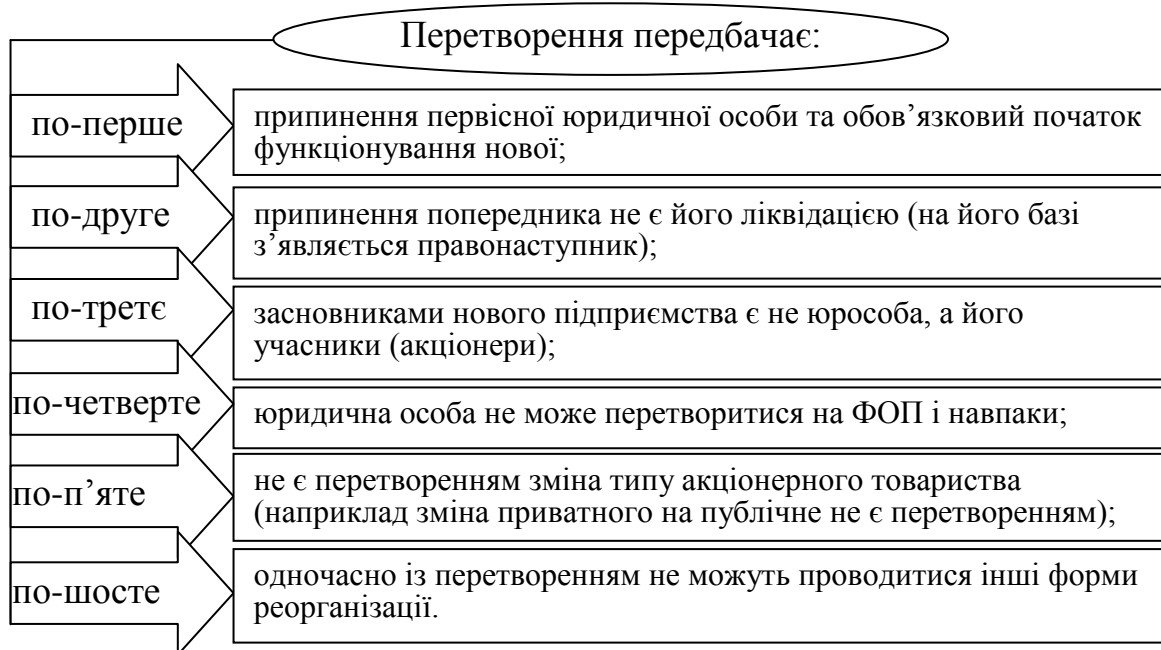 Перетворення передбачає:
по-перше
припинення первісної юридичної особи та обов’язковий початок
функціонування нової;
по-друге
припинення попередника не є його ліквідацією (на його базі
з’являється правонаступник);
по-третє
засновниками нового підприємства є не юрособа, а його
учасники (акціонери);
по-четверте
юридична особа не може перетворитися на ФОП і навпаки;
по-п’яте
не є перетворенням зміна типу акціонерного товариства
(наприклад зміна приватного на публічне не є перетворенням);
по-шосте
одночасно із перетворенням не можуть проводитися інші форми
реорганізації.